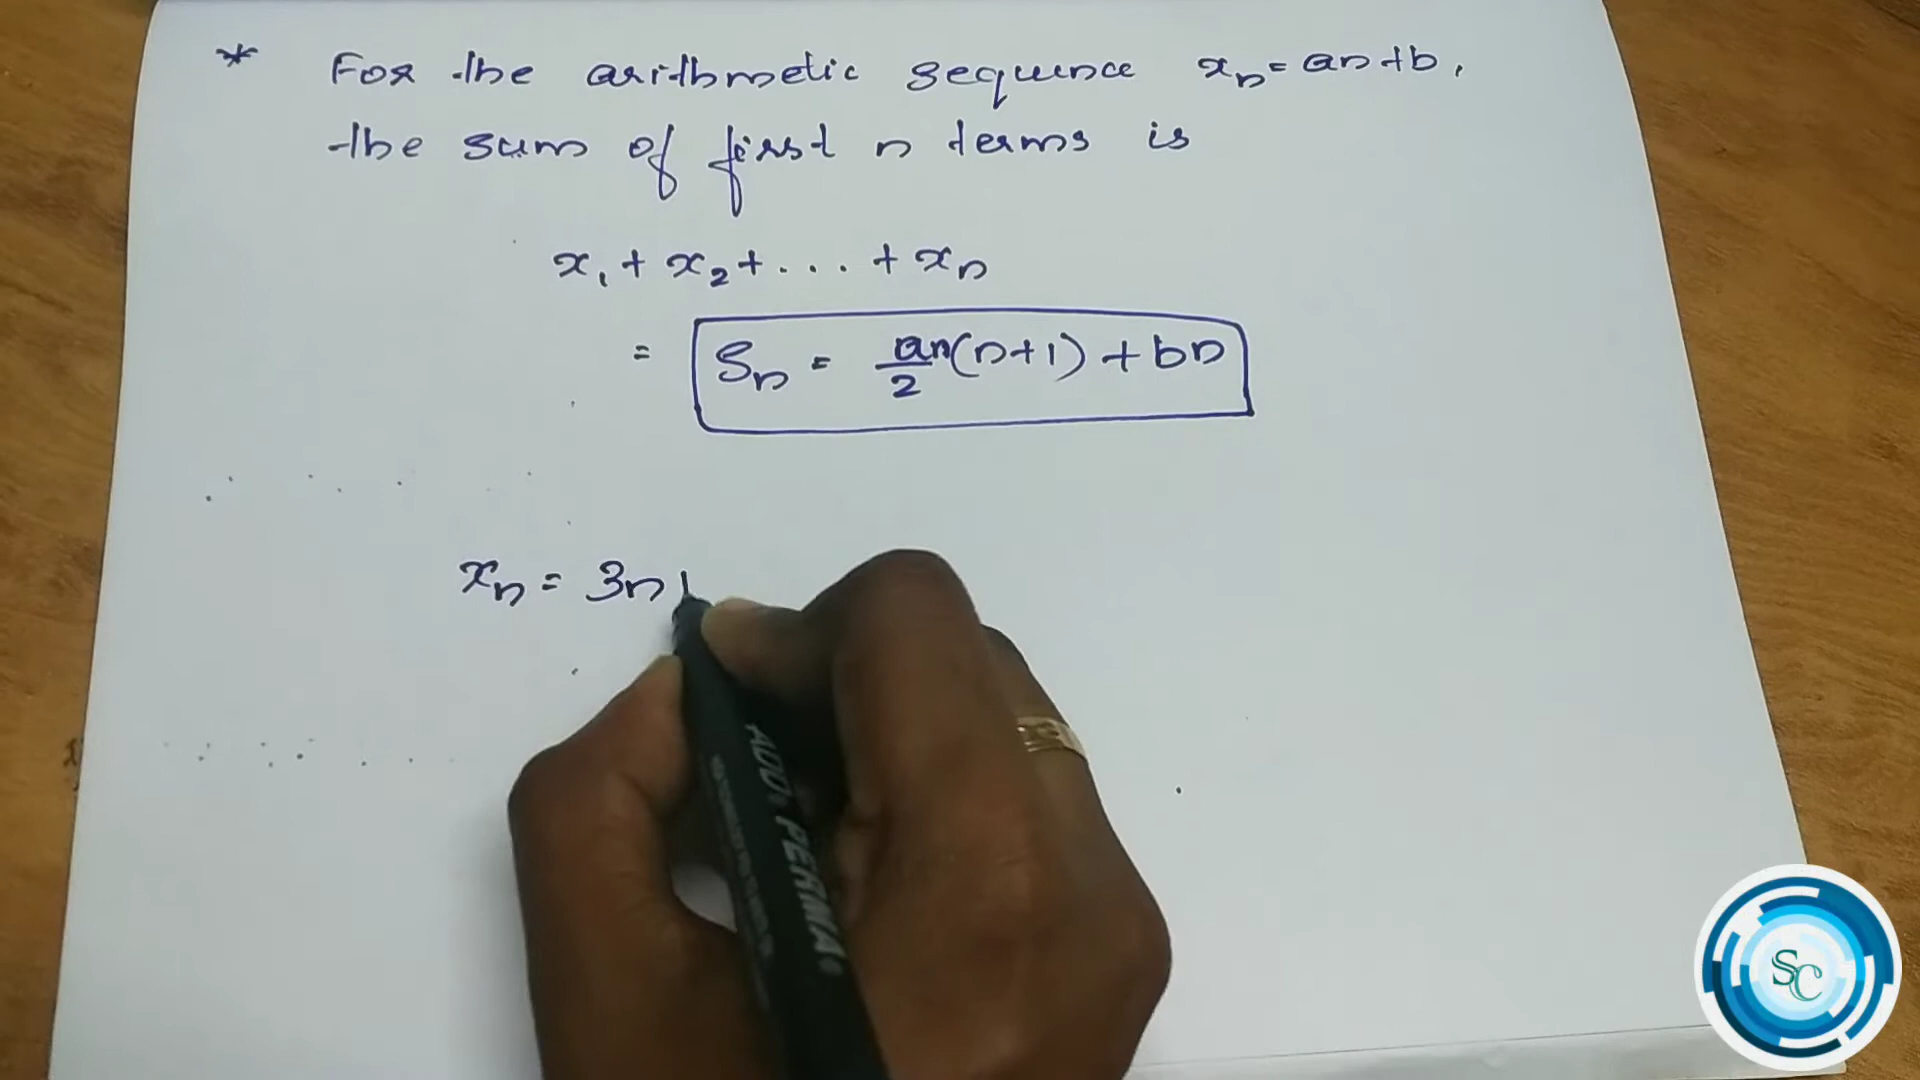 * For the arithmetic sequence xₙ = an+b,
the sum of first n terms is
x₁ + x₂ + . . . + xₙ
= Sₙ = an/2 (n+1) + bn
xₙ = 3n
ADD PERMA
SC